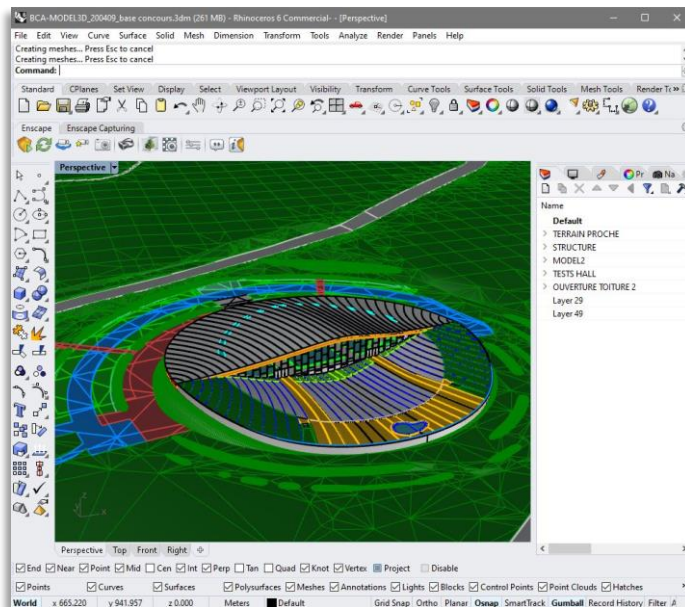 BCA-MODEL3D_200409_base concours.3dm (261 MB) - Rhinoceros 6 Commercial- - [Perspective]
File Edit View Curve Surface Solid Mesh Dimension Transform Tools Analyze Render Panels Help
Creating meshes... Press Esc to cancel
Creating meshes... Press Esc to cancel
Command:
Standard CPlanes Set View Display Select Viewport Layout Visibility Transform Curve Tools Surface Tools Solid Tools Mesh Tools Render To
Enscape Enscape Capturing
Perspective
Pr Na
Name
Default
TERRAIN PROCHE
STRUCTURE
MODEL2
TESTS HALL
OUVERTURE TOITURE 2
Layer 29
Layer 49
Perspective Top Front Right
End Near Point Mid Cen Int Perp Tan Quad Knot Vertex Project Disable
Points Curves Surfaces Polysurfaces Meshes Annotations Lights Blocks Control Points Point Clouds Hatches
World x 665.220 y 941.957 z 0.000 Meters Default Grid Snap Ortho Planar Osnap SmartTrack Gumball Record History Filter